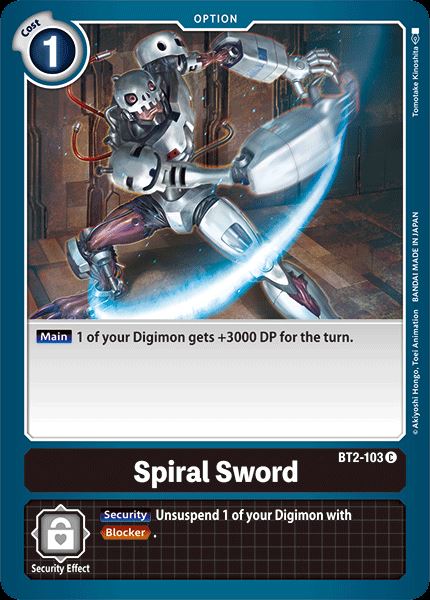 OPTION
Cost
1
Tomotake Kinoshita
© Akiyoshi Hongo, Toei Animation BANDAI MADE IN JAPAN
Main 1 of your Digimon gets +3000 DP for the turn.
BT2-103 C
Spiral Sword
Security Unsuspend 1 of your Digimon with
Blocker .
Security Effect